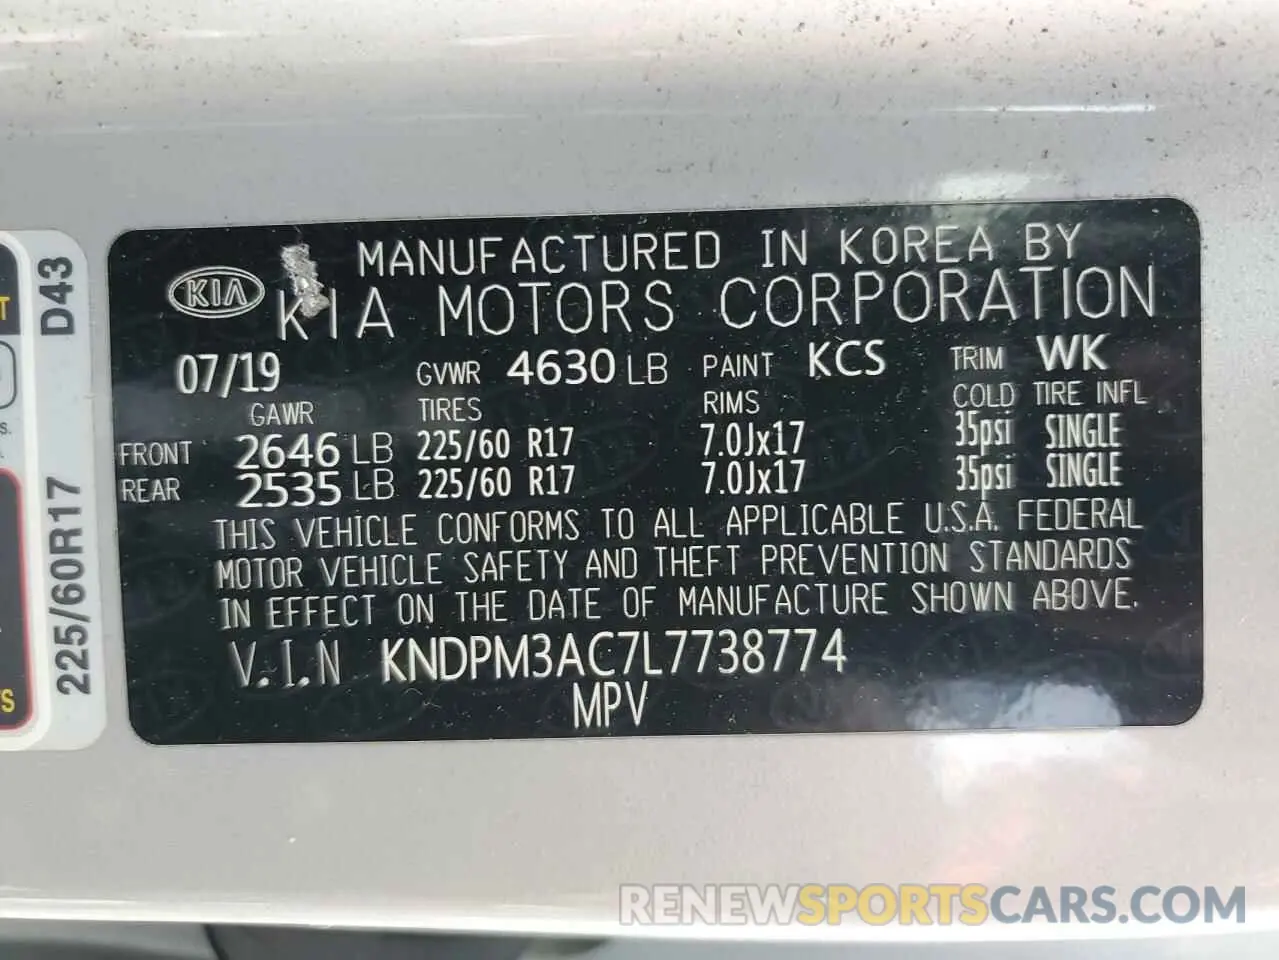 MANUFACTURED IN KOREA BY
KIA KIA MOTORS CORPORATION
07/19 GVWR 4630 LB PAINT KCS TRIM WK
GAWR TIRES RIMS COLD TIRE INFL
FRONT 2646 LB 225/60 R17 7.0Jx17 35psi SINGLE
REAR 2535 LB 225/60 R17 7.0Jx17 35psi SINGLE
THIS VEHICLE CONFORMS TO ALL APPLICABLE U.S.A. FEDERAL
MOTOR VEHICLE SAFETY AND THEFT PREVENTION STANDARDS
IN EFFECT ON THE DATE OF MANUFACTURE SHOWN ABOVE.
V.I.N KNDPM3AC7L7738774
MPV
225/60R17 D43
RENEWSPORTSCARS.COM